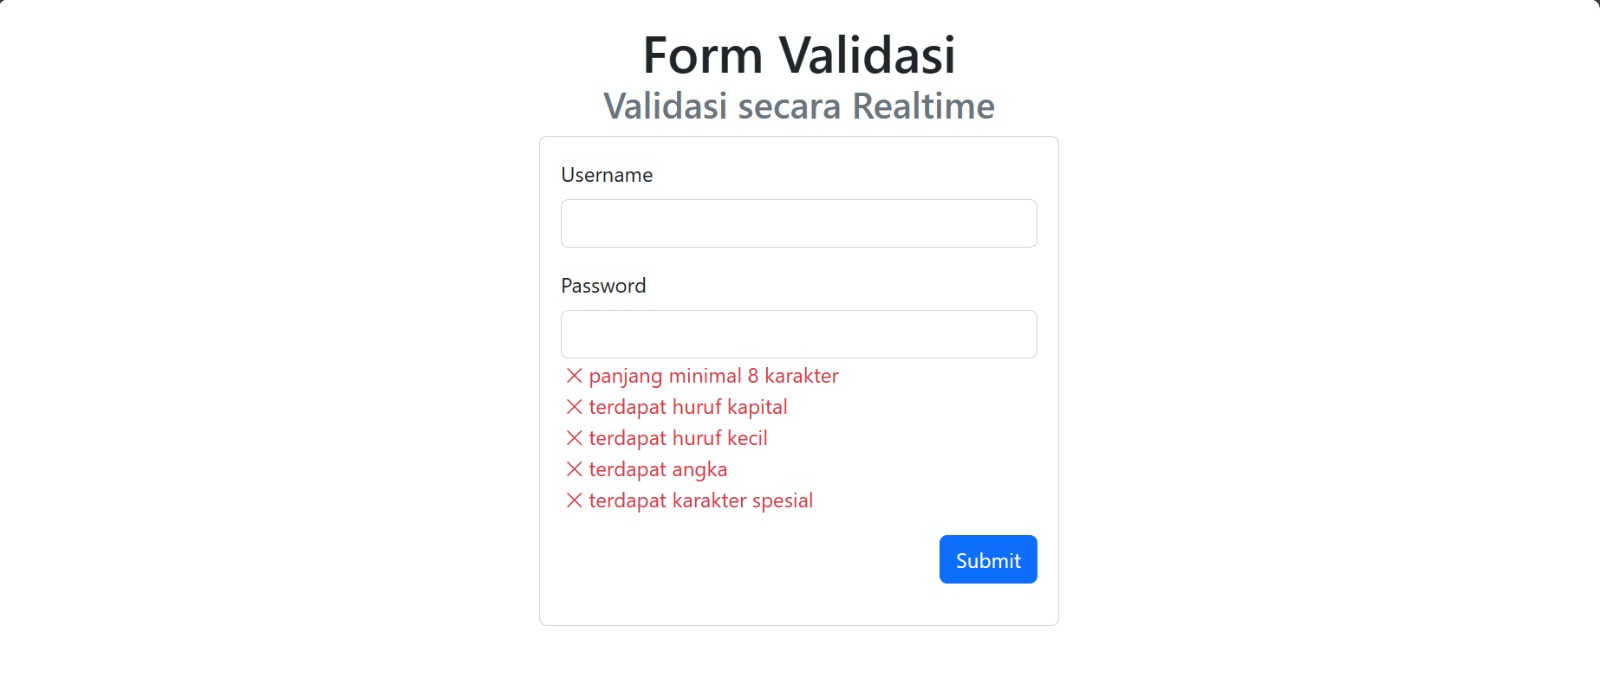 Form Validasi
Validasi secara Realtime
Username
Password
panjang minimal 8 karakter
terdapat huruf kapital
terdapat huruf kecil
terdapat angka
terdapat karakter spesial
Submit